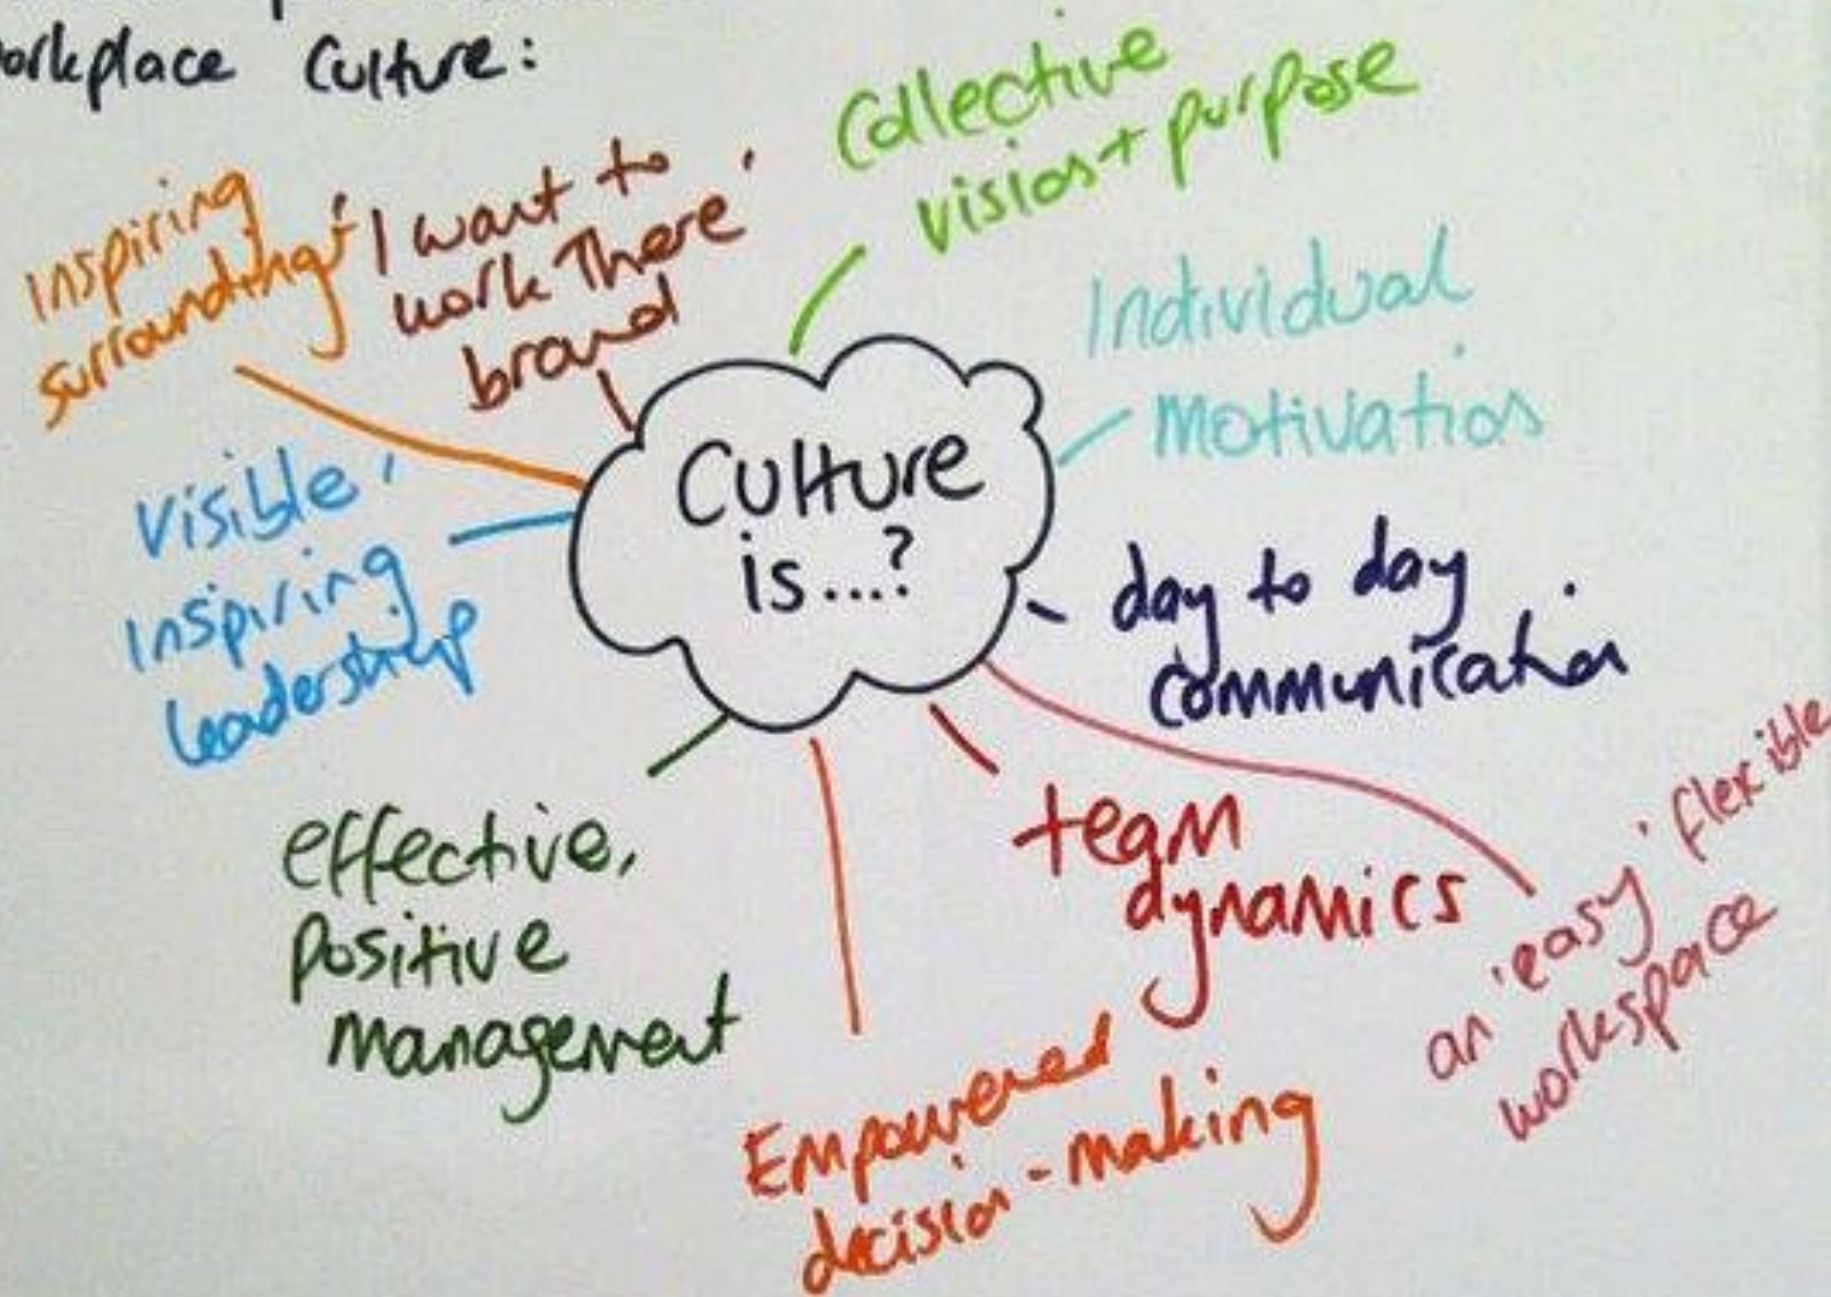 workplace Culture:
Collective
vision + purpose
Individual
Motivation
day to day
communication
an 'easy' flexible
workspace
team
dynamics
Empowered
decision-making
effective,
positive
management
visible,
inspiring
leadership
Inspiring
surroundings
'I want to
work There'
brand
Culture
is...?